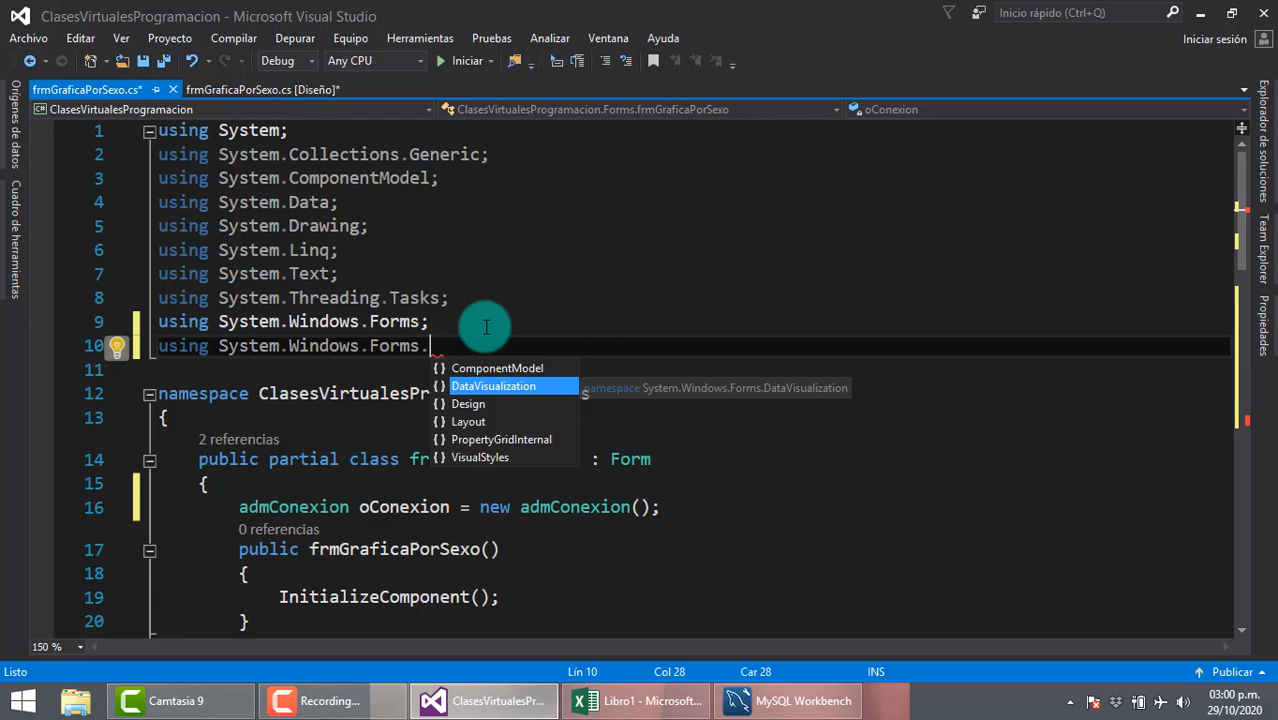 ClasesVirtualesProgramacion - Microsoft Visual Studio
Inicio rápido (Ctrl+Q)
Archivo Editar Ver Proyecto Compilar Depurar Equipo Herramientas Pruebas Analizar Ventana Ayuda
Iniciar sesión
Debug Any CPU Iniciar
frmGraficaPorSexo.cs* frmGraficaPorSexo.cs [Diseño]*
ClasesVirtualesProgramacion ClasesVirtualesProgramacion.Forms.frmGraficaPorSexo oConexion
Orígenes de datos
Cuadro de herramientas
1 using System;
2 using System.Collections.Generic;
3 using System.ComponentModel;
4 using System.Data;
5 using System.Drawing;
6 using System.Linq;
7 using System.Text;
8 using System.Threading.Tasks;
9 using System.Windows.Forms;
10 using System.Windows.Forms.
{ } ComponentModel
{ } DataVisualization
namespace System.Windows.Forms.DataVisualization
{ } Design
{ } Layout
{ } PropertyGridInternal
{ } VisualStyles
11
12 namespace ClasesVirtualesPr s
13 {
2 referencias
14 public partial class fr : Form
15 {
16 admConexion oConexion = new admConexion();
0 referencias
17 public frmGraficaPorSexo()
18 {
19 InitializeComponent();
20 }
Explorador de soluciones
Team Explorer
Propiedades
150 %
Listo Lín 10 Col 28 Car 28 INS Publicar
Camtasia 9 Recording... ClasesVirtualesPr... Libro1 - Microsoft... MySQL Workbench
03:00 p.m.
29/10/2020